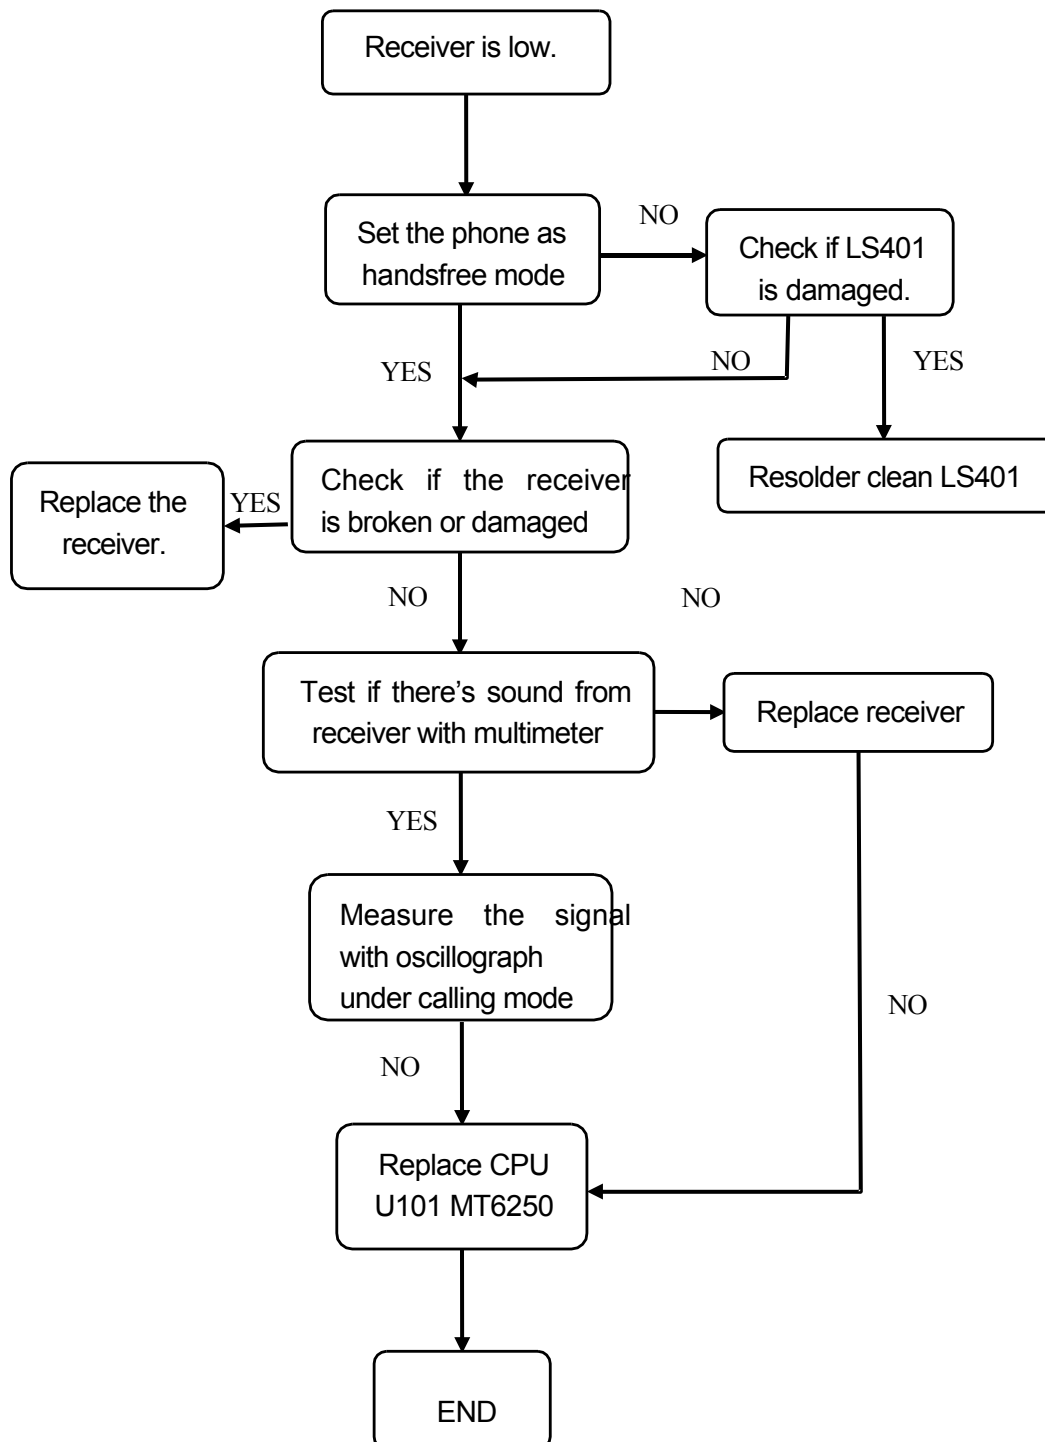 Receiver is low.
NO
Set the phone as
handsfree mode
Check if LS401
is damaged.
YES
NO
YES
Check if the receiver
is broken or damaged
Resolder clean LS401
YES
Replace the
receiver.
NO
NO
Test if there's sound from
receiver with multimeter
Replace receiver
YES
Measure the signal
with oscillograph
under calling mode
NO
NO
Replace CPU
U101 MT6250
END